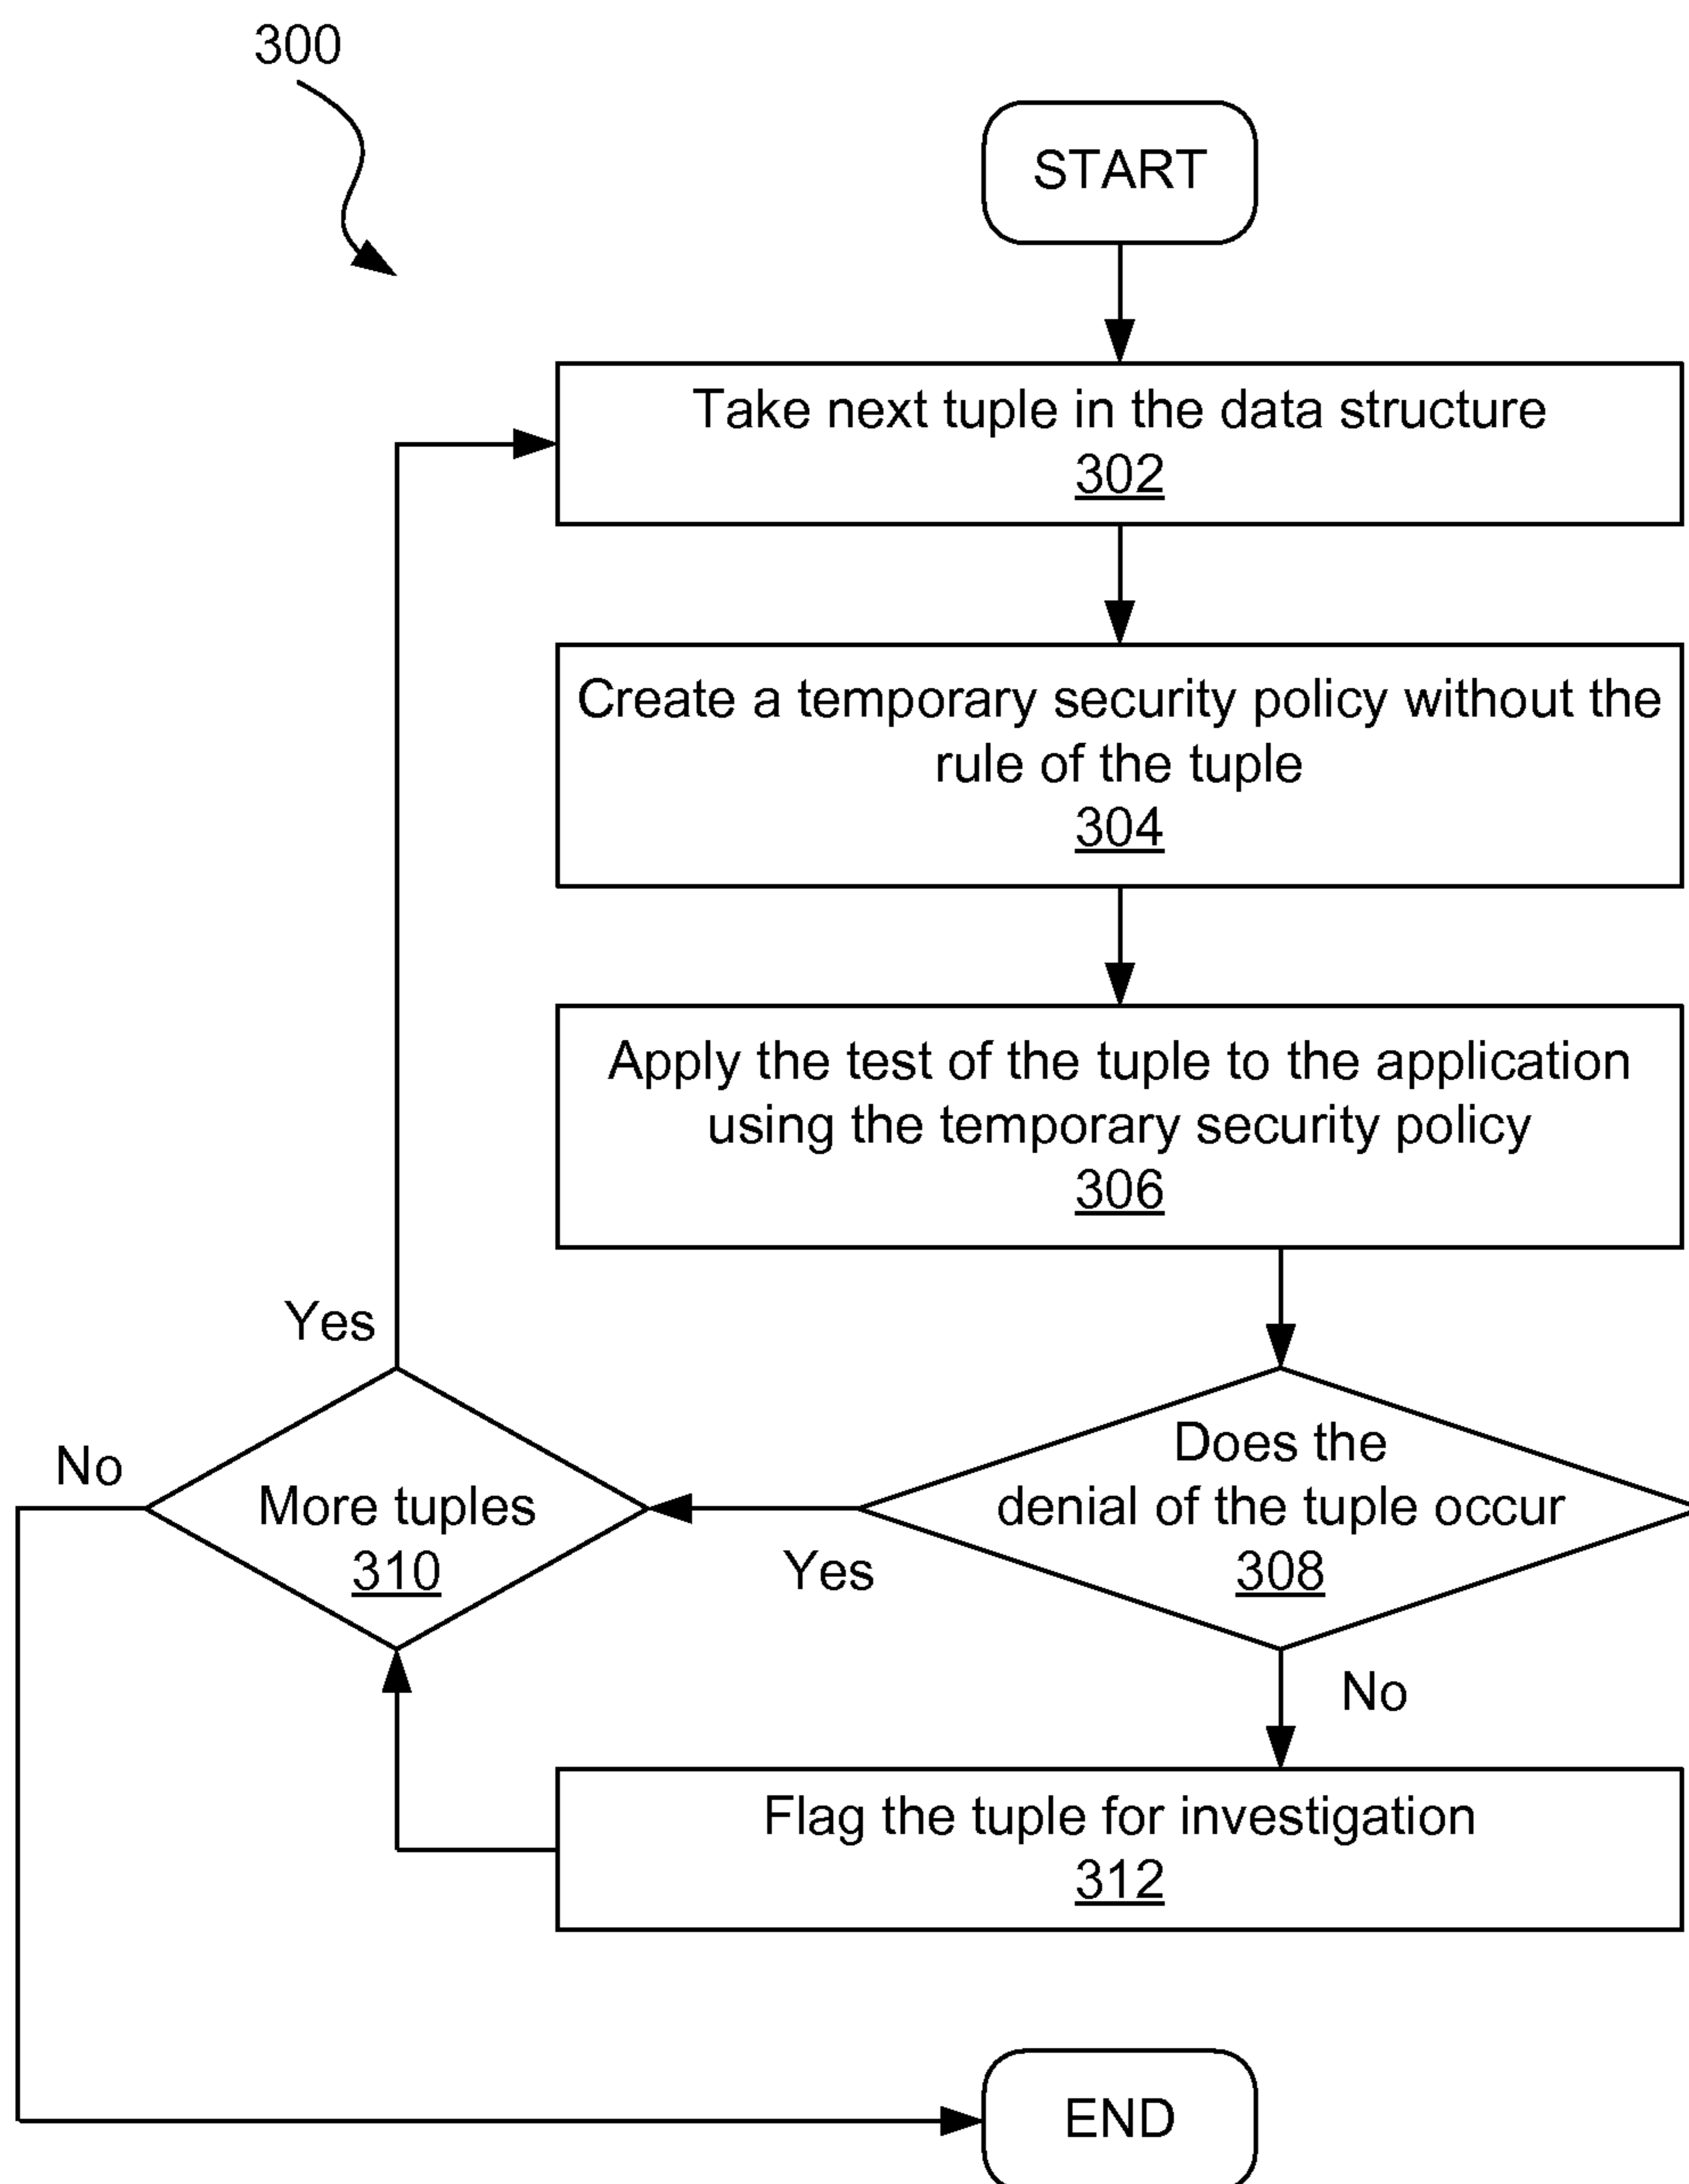 300
START
Take next tuple in the data structure
302
Create a temporary security policy without the
rule of the tuple
304
Apply the test of the tuple to the application
using the temporary security policy
306
Yes
No
More tuples
310
Does the
denial of the tuple occur
308
Yes
No
Flag the tuple for investigation
312
END